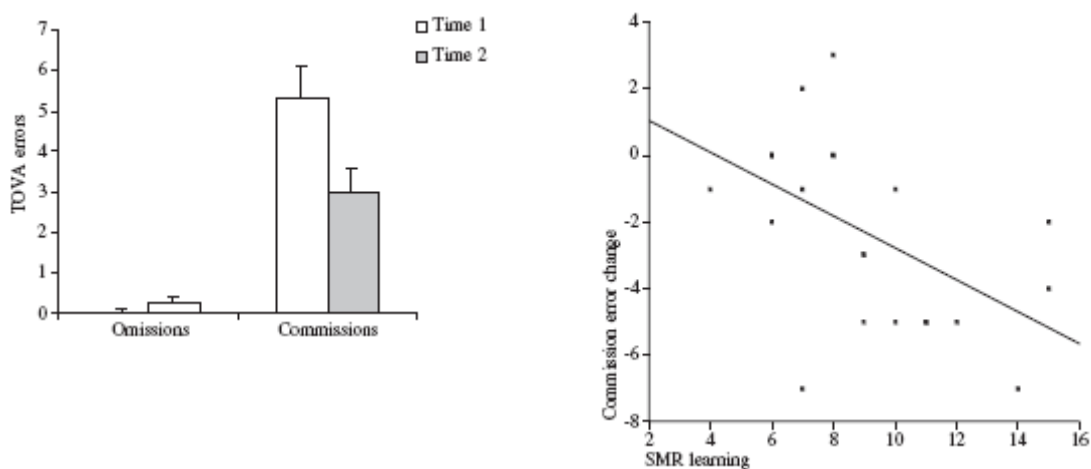 7
6
5
4
3
2
1
0
TOVA errors
Omissions
Commissions
Time 1
Time 2
4
2
0
-2
-4
-6
-8
Commission error change
2 4 6 8 10 12 14 16
SMR learning